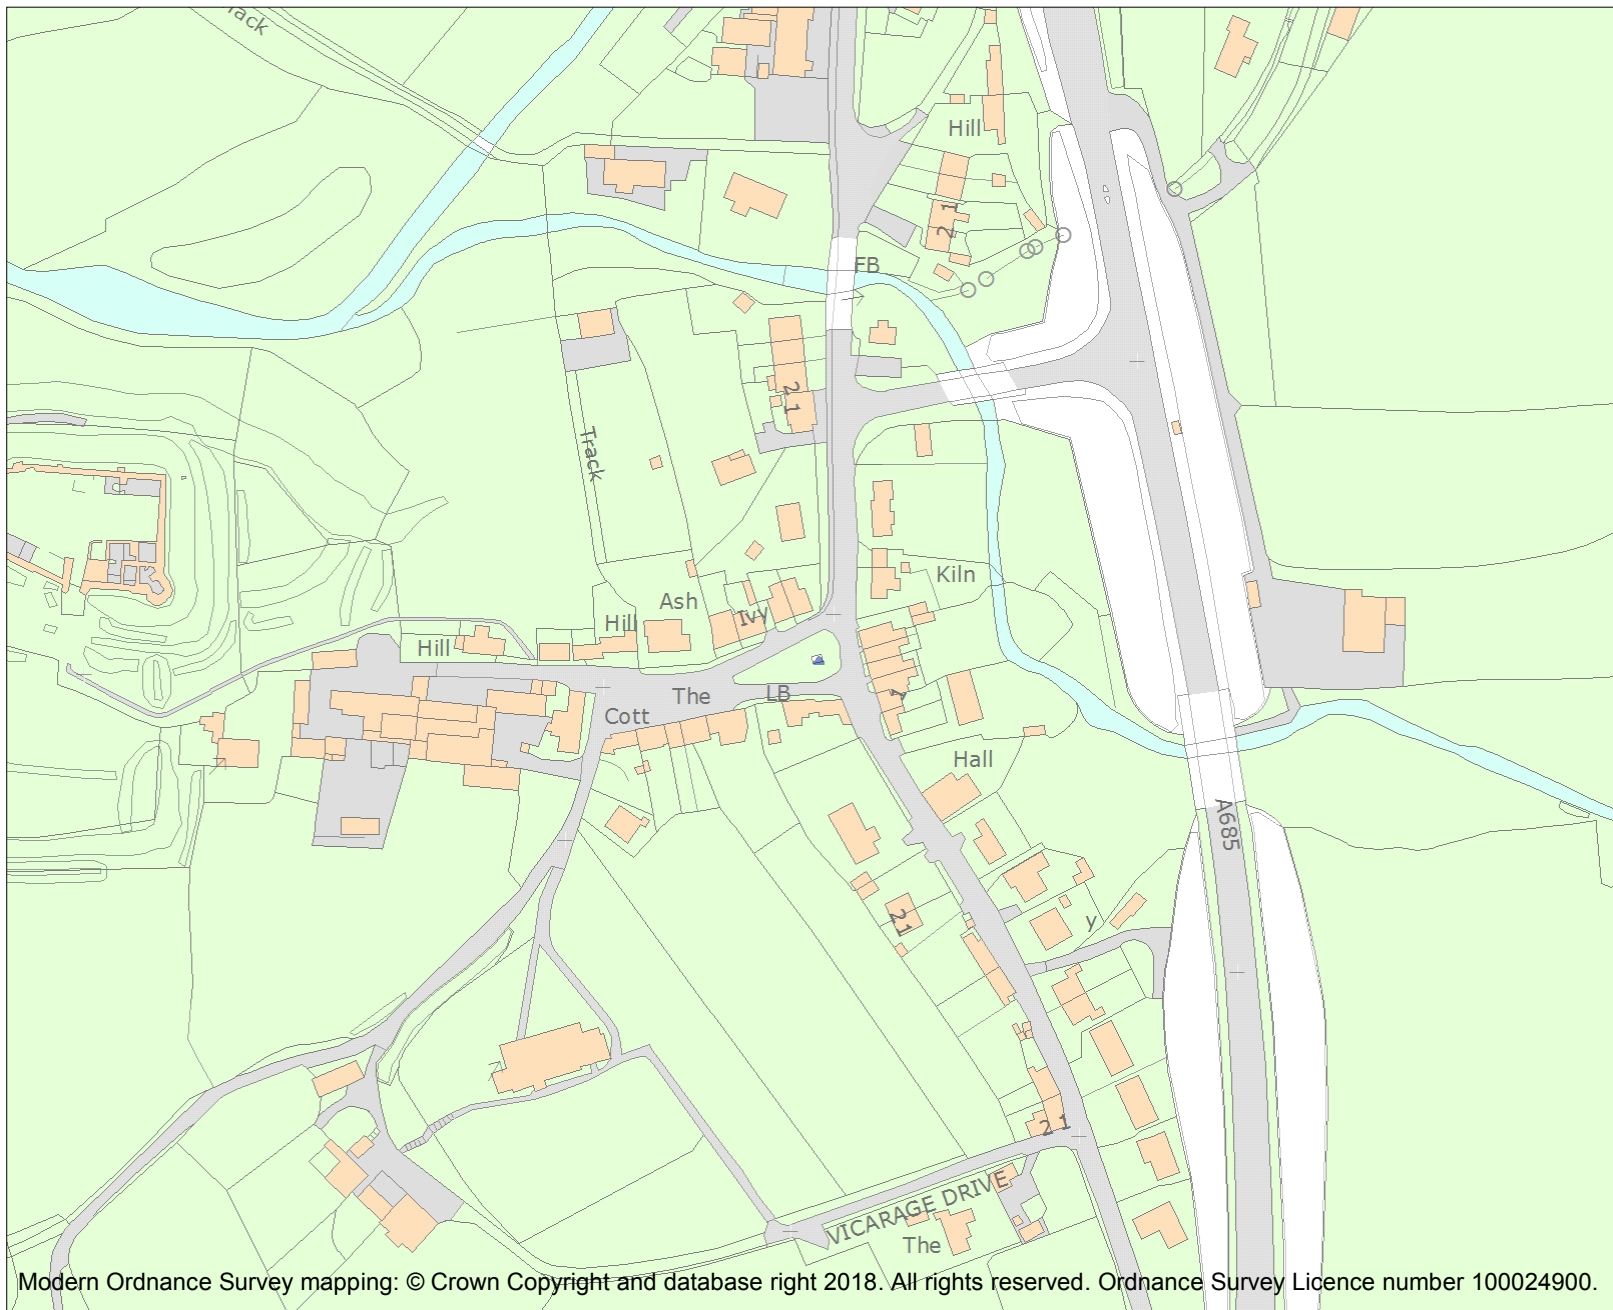 Track
Hill
2 1
FB
2 1
Track
Kiln
Ash
Ivy
Hill
Hill
The
LB
1
Cott
Hall
A685
2 1
y
2 1
VICARAGE DRIVE
The
Modern Ordnance Survey mapping: © Crown Copyright and database right 2018. All rights reserved. Ordnance Survey Licence number 100024900.